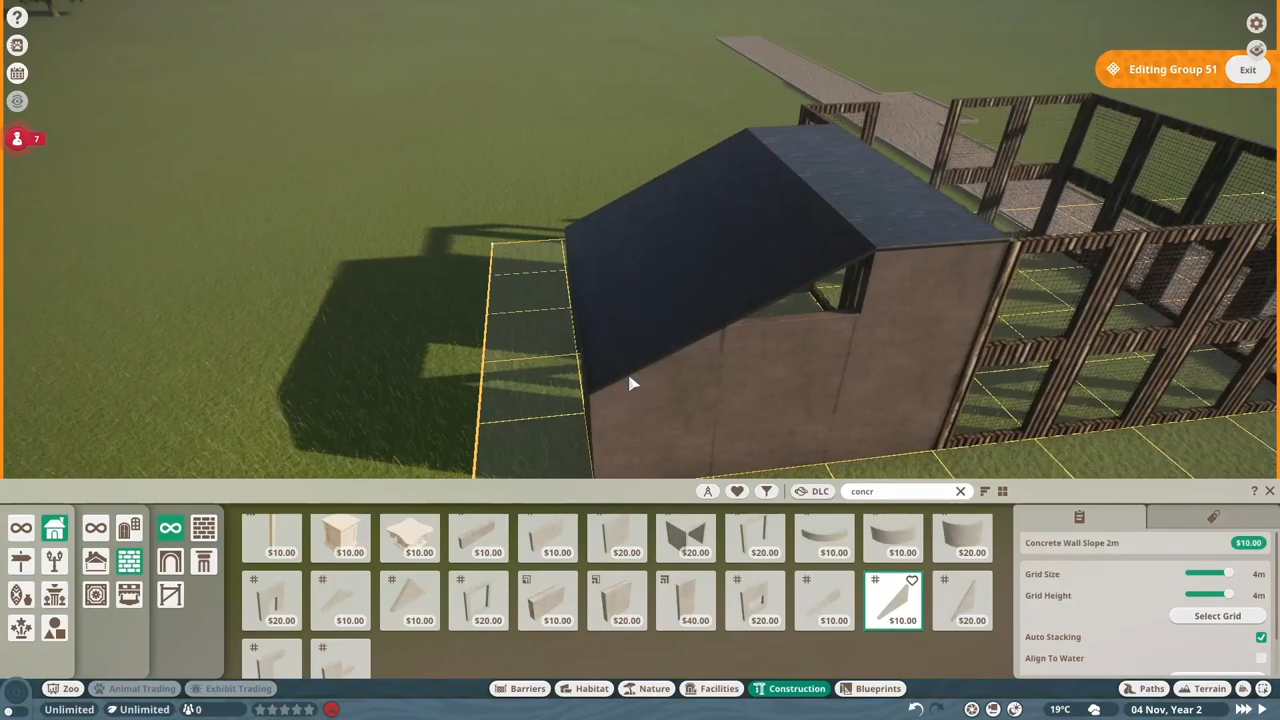 ?
Editing Group 51
Exit
7
DLC
concr
?
$10.00
$10.00
$10.00
$10.00
$10.00
$20.00
$20.00
$20.00
$10.00
$10.00
$20.00
$20.00
$10.00
$10.00
$20.00
$10.00
$20.00
$40.00
$20.00
$10.00
$10.00
$20.00
Concrete Wall Slope 2m
$10.00
Grid Size
4m
Grid Height
4m
Select Grid
Auto Stacking
Align To Water
Zoo
Animal Trading
Exhibit Trading
Barriers
Habitat
Nature
Facilities
Construction
Blueprints
Paths
Terrain
Unlimited
Unlimited
0
19°C
04 Nov, Year 2